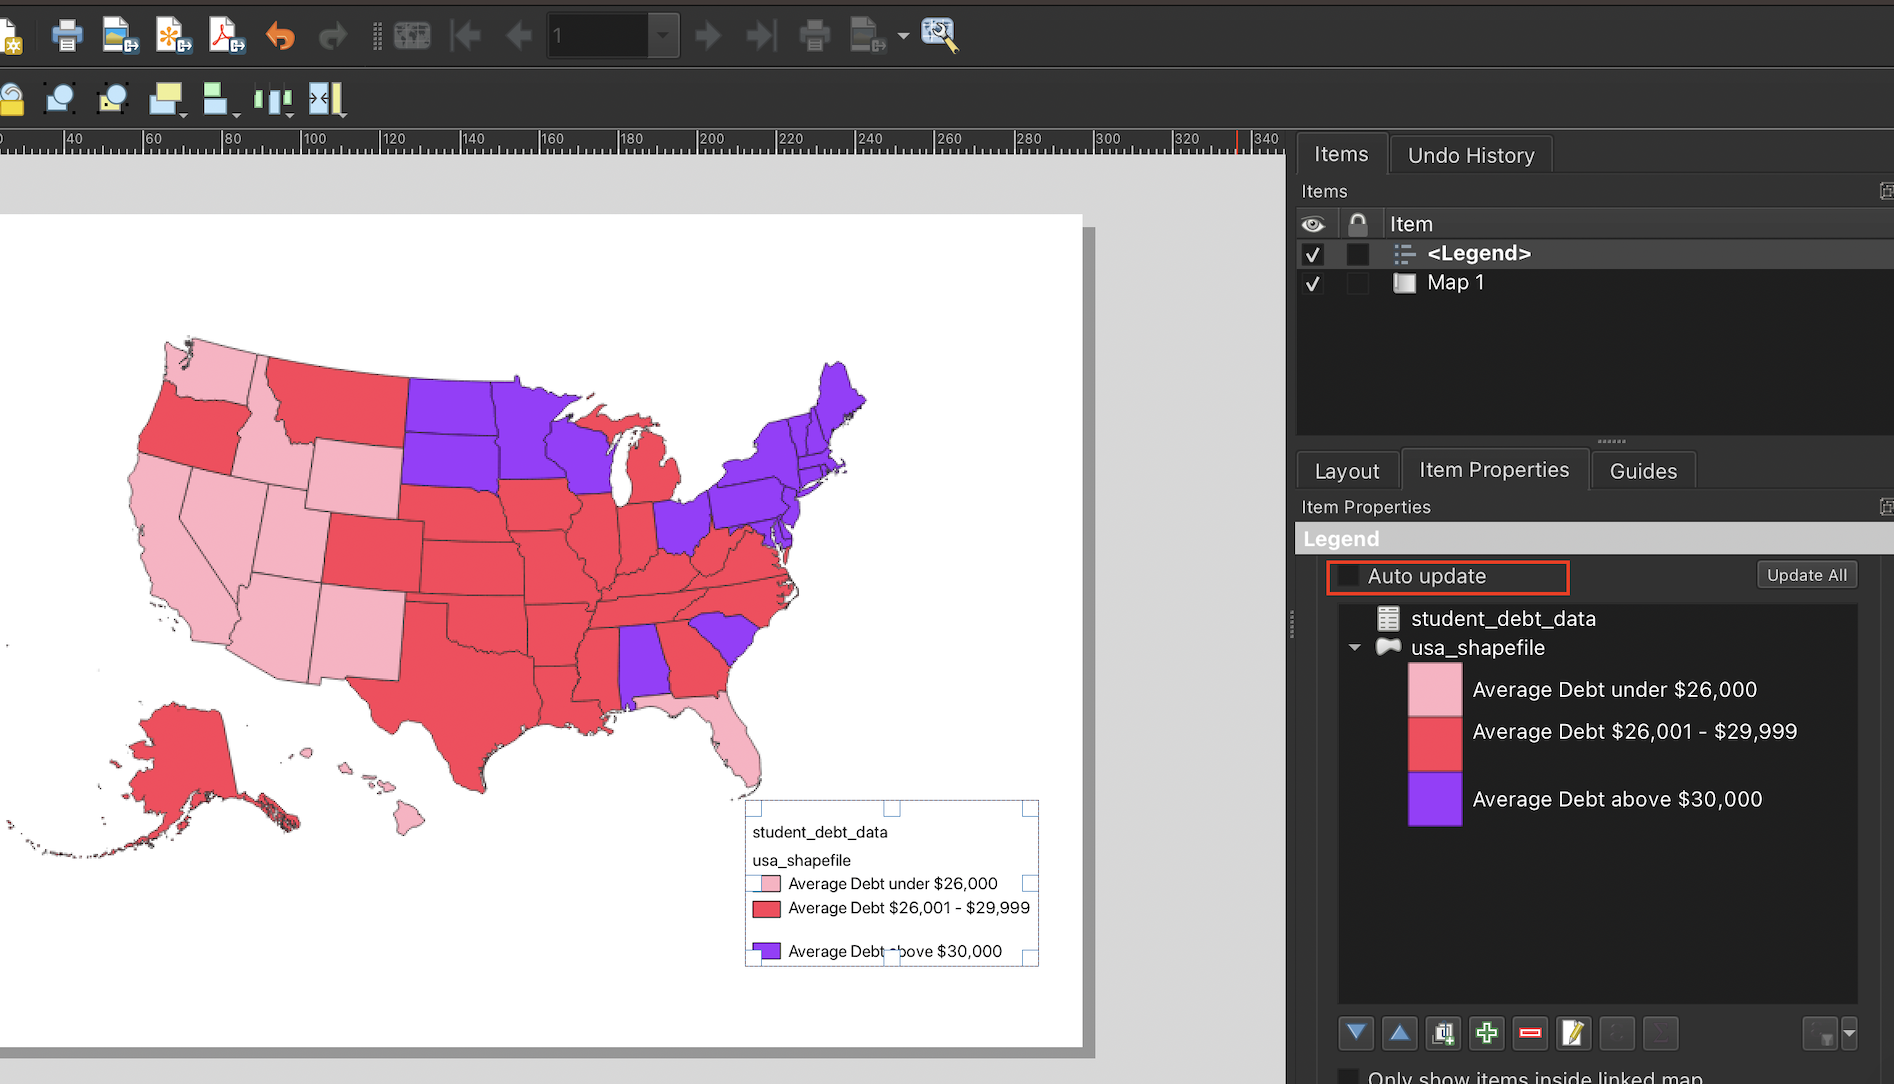 1
40 60 80 100 120 140 160 180 200 220 240 260 280 300 320 340
Items Undo History
Items
Item
<Legend>
Map 1
Layout Item Properties Guides
Item Properties
Legend
Auto update Update All
student_debt_data
usa_shapefile
Average Debt under $26,000
Average Debt $26,001 - $29,999
Average Debt above $30,000
student_debt_data
usa_shapefile
Average Debt under $26,000
Average Debt $26,001 - $29,999
Average Debt above $30,000
Only show items inside linked map